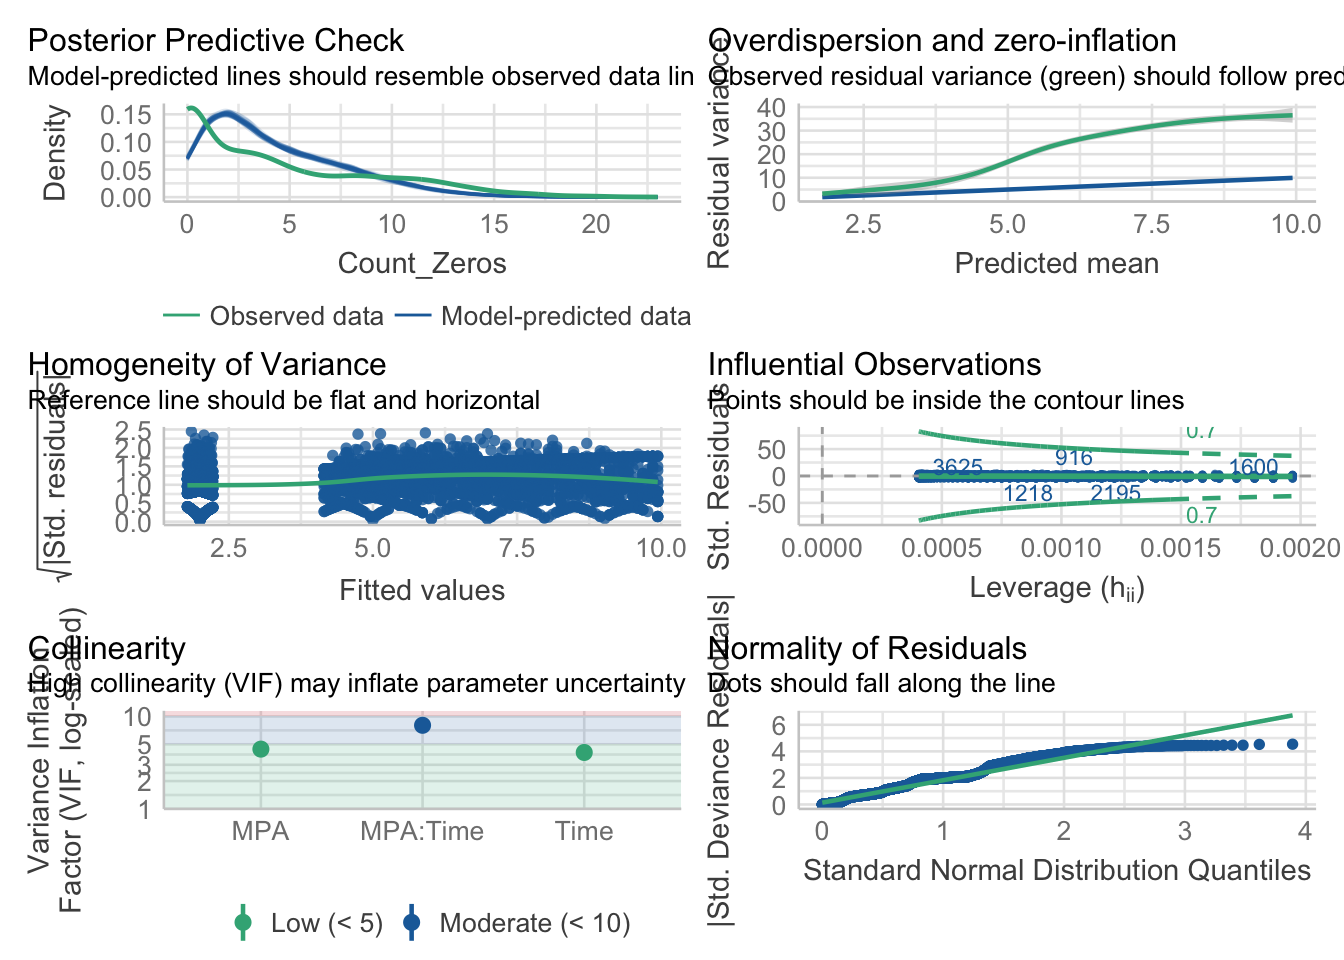 Posterior Predictive Check
Model-predicted lines should resemble observed data lin
Density
0.15
0.10
0.05
0.00
0 5 10 15 20
Count_Zeros
Observed data Model-predicted data
Overdispersion and zero-inflation
Observed residual variance (green) should follow pred
Residual variance
40
30
20
10
0
2.5 5.0 7.5 10.0
Predicted mean
Homogeneity of Variance
Reference line should be flat and horizontal
√|Std. residuals|
2.5
2.0
1.5
1.0
0.5
0.0
2.5 5.0 7.5 10.0
Fitted values
Influential Observations
Points should be inside the contour lines
Std. Residuals
50
0
-50
0.7
3625 916 1600
1218 2195
0.7
0.0000 0.0005 0.0010 0.0015 0.0020
Leverage (hii)
Collinearity
High collinearity (VIF) may inflate parameter uncertainty
Variance Inflation
Factor (VIF, log-scaled)
10
5
3
2
1
MPA MPA:Time Time
Low (< 5) Moderate (< 10)
Normality of Residuals
Dots should fall along the line
|Std. Deviance Residuals|
6
4
2
0
0 1 2 3 4
Standard Normal Distribution Quantiles